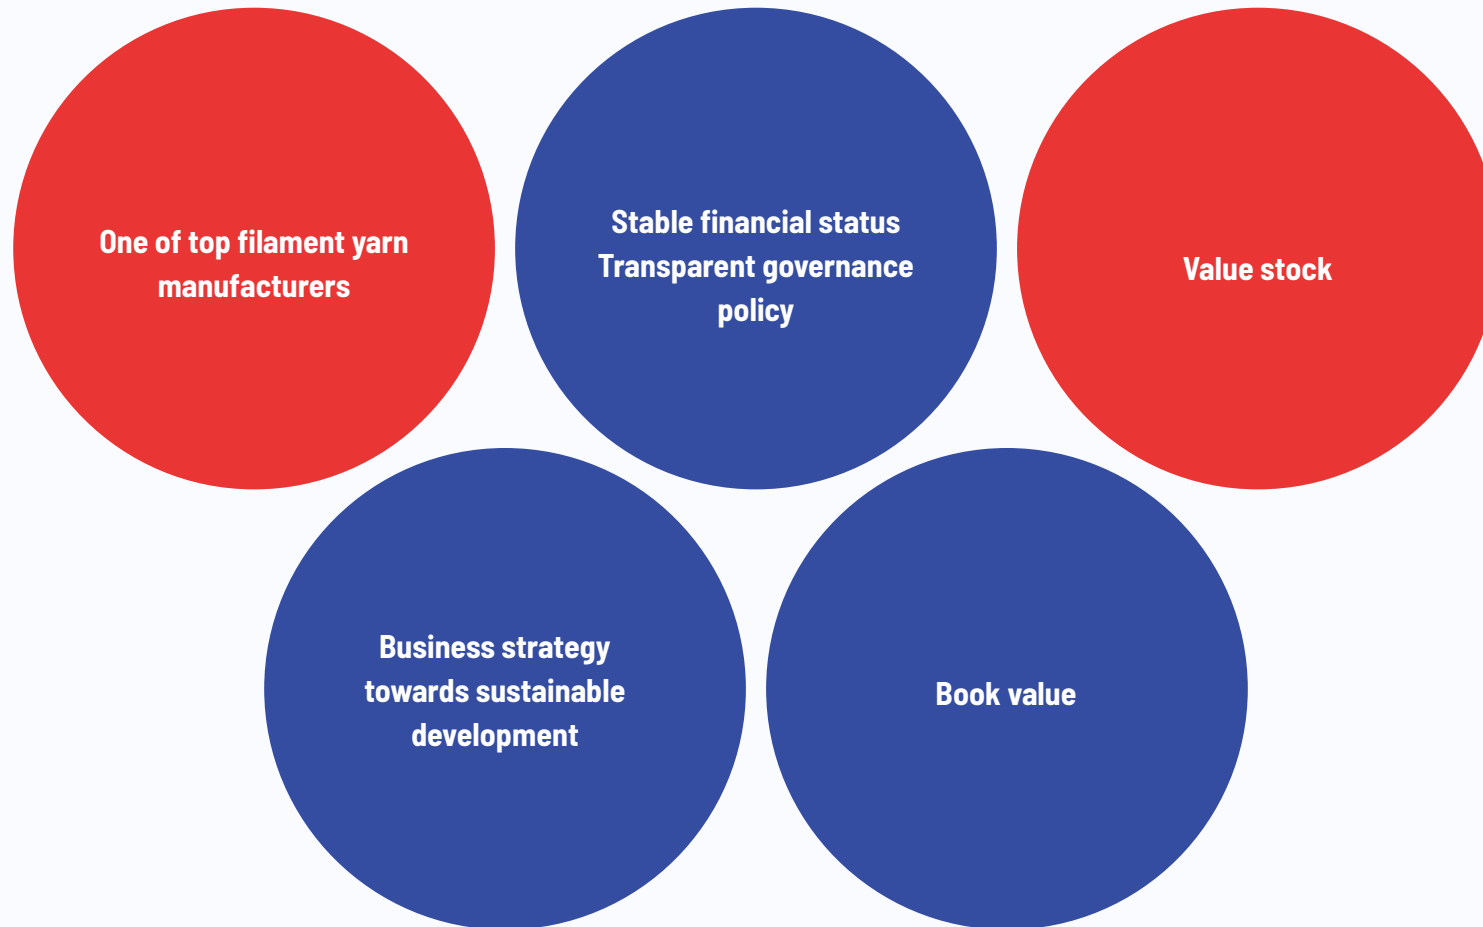 One of top filament yarn
manufacturers
Stable financial status
Transparent governance
policy
Value stock
Business strategy
towards sustainable
development
Book value